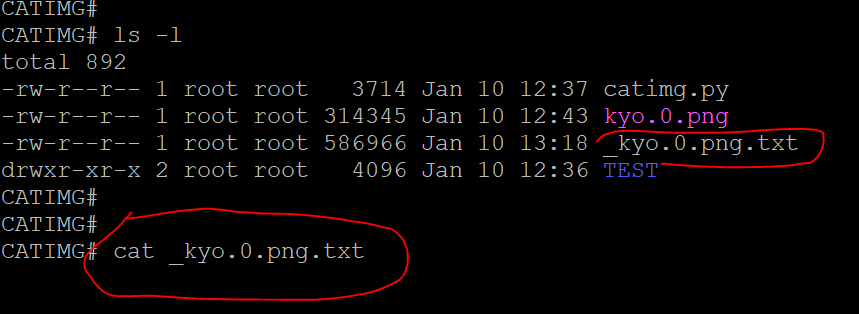 CATIMG#
CATIMG# ls -l
total 892
-rw-r--r-- 1 root root   3714 Jan 10 12:37 catimg.py
-rw-r--r-- 1 root root 314345 Jan 10 12:43 kyo.0.png
-rw-r--r-- 1 root root 586966 Jan 10 13:18 _kyo.0.png.txt
drwxr-xr-x 2 root root   4096 Jan 10 12:36 TEST
CATIMG#
CATIMG#
CATIMG# cat _kyo.0.png.txt